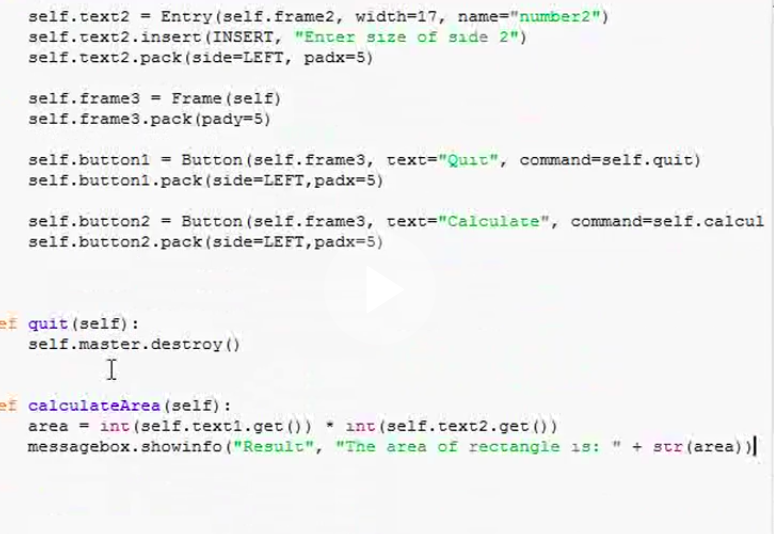 self.text2 = Entry(self.frame2, width=17, name="number2")
self.text2.insert(INSERT, "Enter size of side 2")
self.text2.pack(side=LEFT, padx=5)
self.frame3 = Frame(self)
self.frame3.pack(pady=5)
self.button1 = Button(self.frame3, text="Quit", command=self.quit)
self.button1.pack(side=LEFT,padx=5)
self.button2 = Button(self.frame3, text="Calculate", command=self.calcul
self.button2.pack(side=LEFT,padx=5)
ef quit(self):
self.master.destroy()
ef calculateArea(self):
area = int(self.text1.get()) * int(self.text2.get())
messagebox.showinfo("Result", "The area of rectangle is: " + str(area))